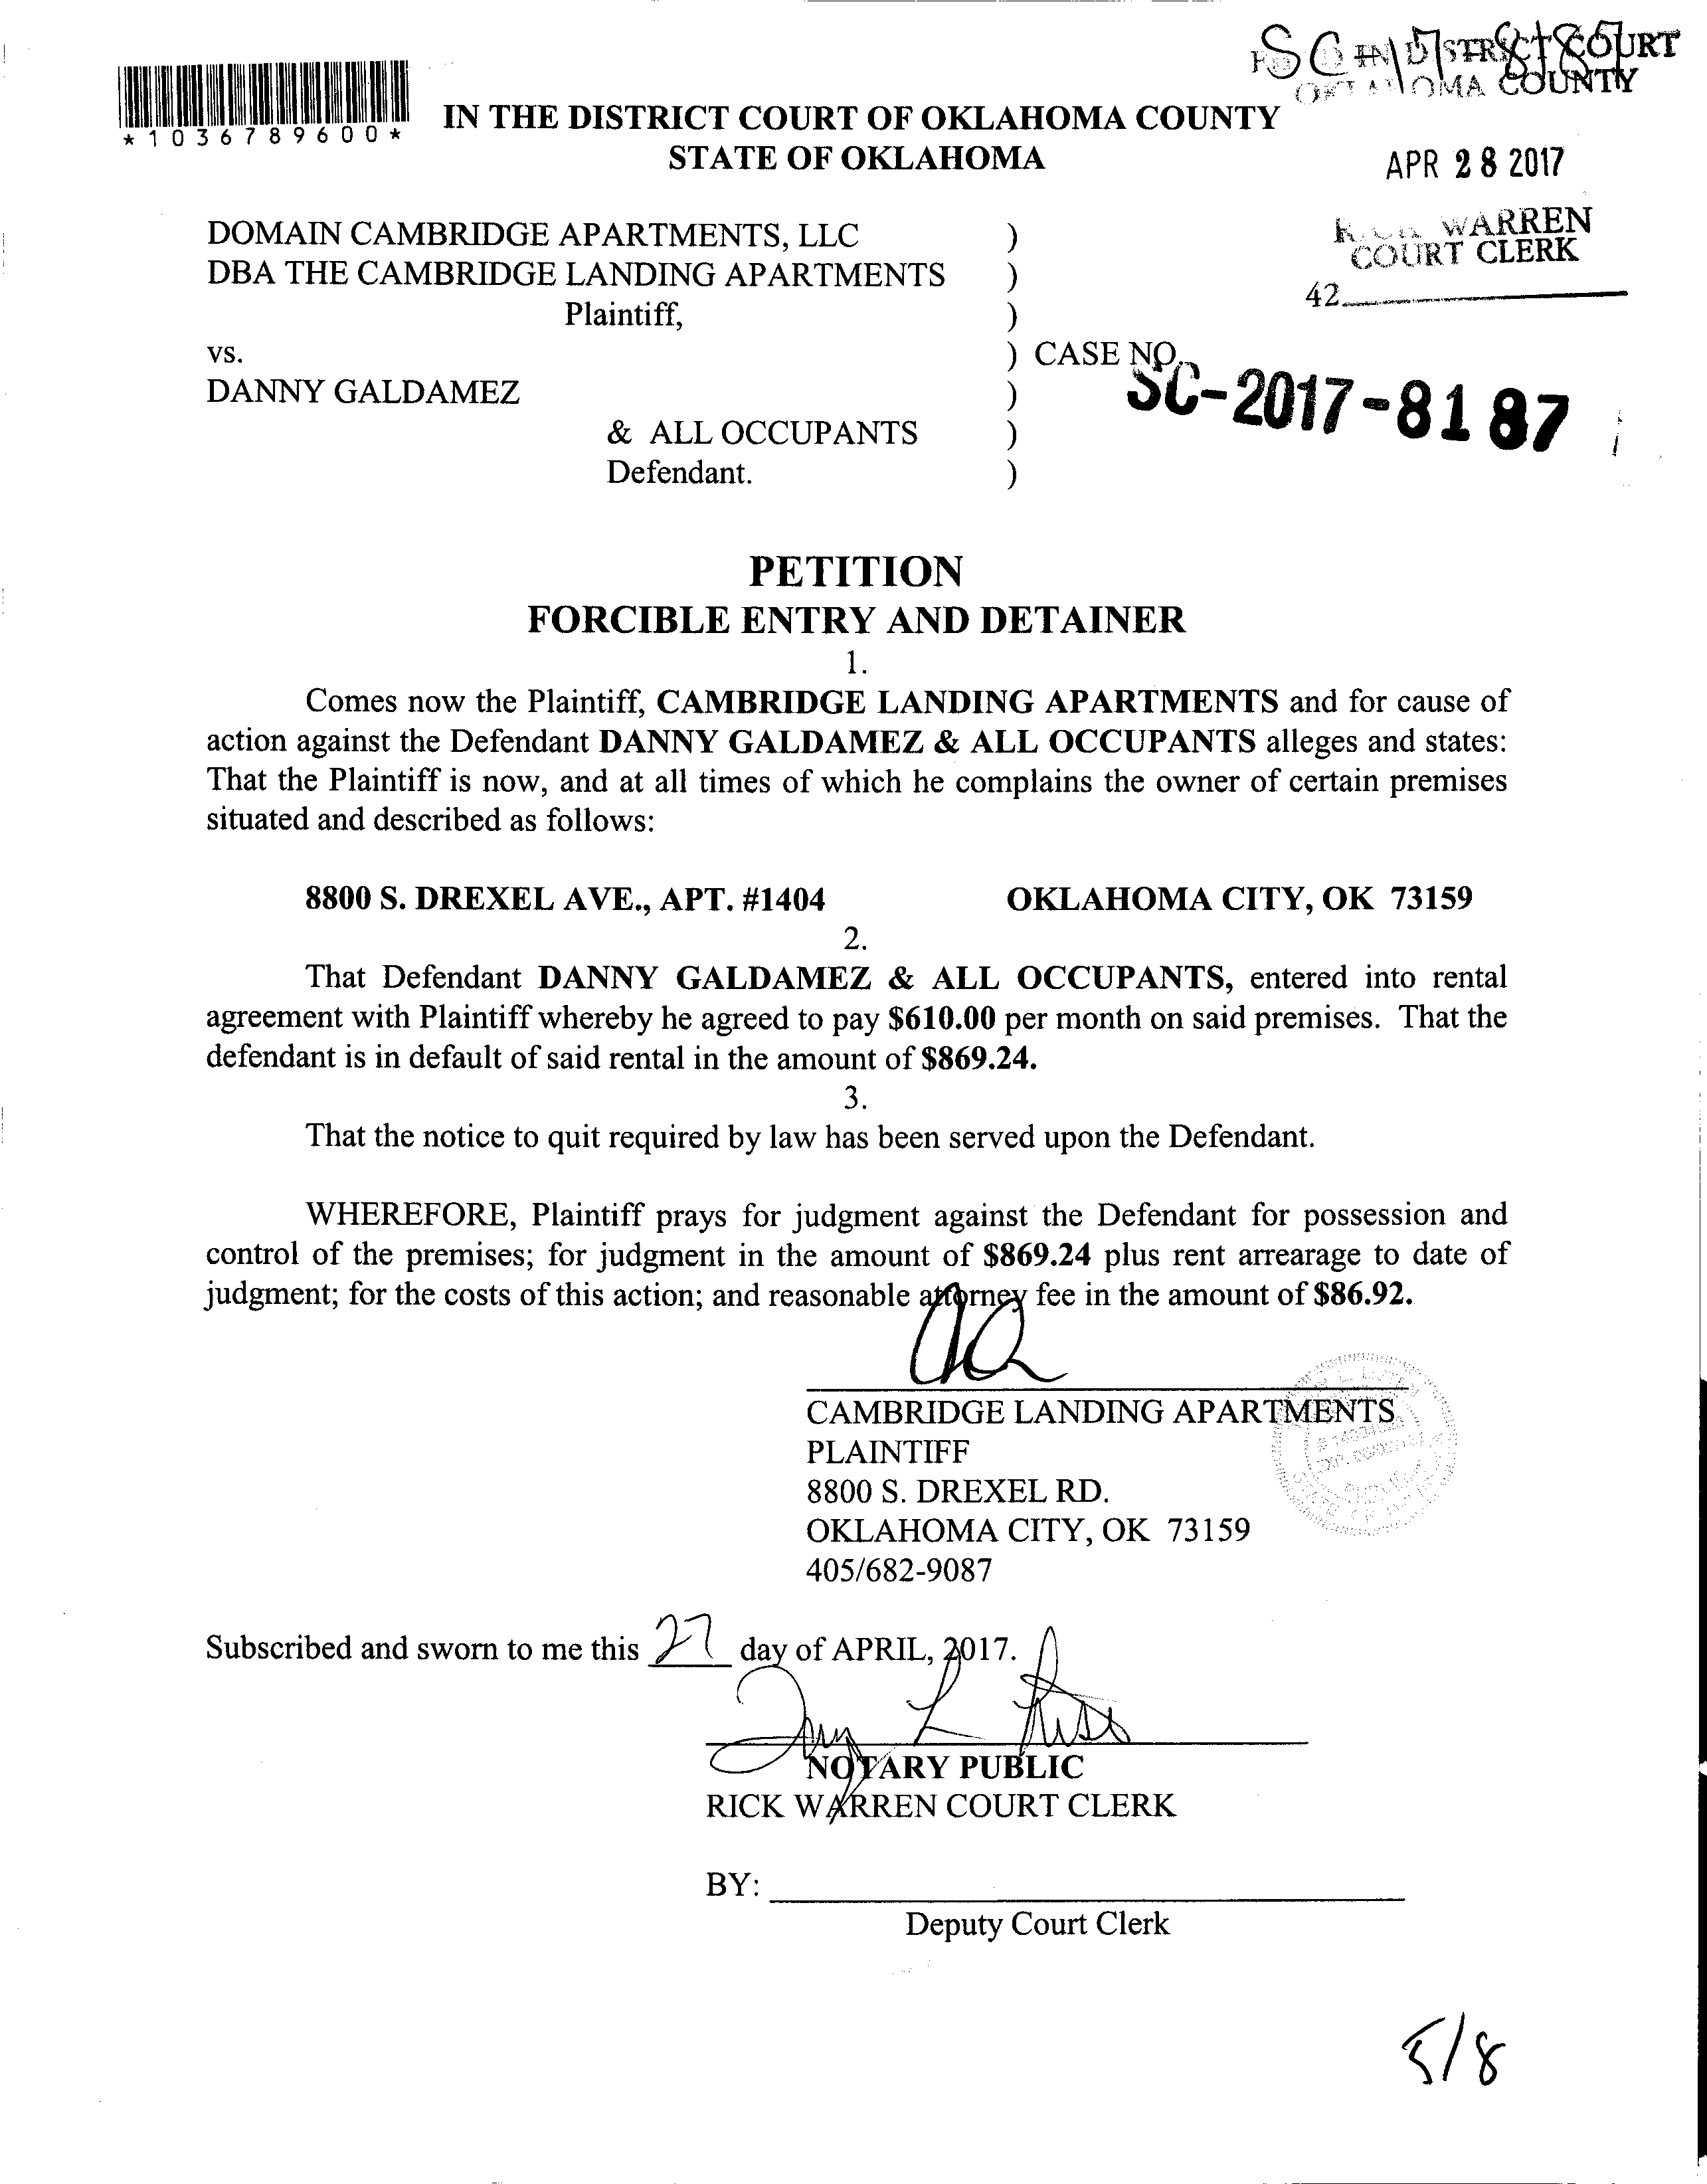 IN DISTRICT COURT
OKLAHOMA COUNTY
*1036789600*
IN THE DISTRICT COURT OF OKLAHOMA COUNTY
STATE OF OKLAHOMA
APR 28 2017
DOMAIN CAMBRIDGE APARTMENTS, LLC )
WARREN
COURT CLERK
DBA THE CAMBRIDGE LANDING APARTMENTS )
42
Plaintiff, )
vs. ) CASE NO.
SC-2017-8187
DANNY GALDAMEZ )
& ALL OCCUPANTS )
Defendant. )
PETITION
FORCIBLE ENTRY AND DETAINER
1.
Comes now the Plaintiff, CAMBRIDGE LANDING APARTMENTS and for cause of
action against the Defendant DANNY GALDAMEZ & ALL OCCUPANTS alleges and states:
That the Plaintiff is now, and at all times of which he complains the owner of certain premises
situated and described as follows:
8800 S. DREXEL AVE., APT. #1404 OKLAHOMA CITY, OK 73159
2.
That Defendant DANNY GALDAMEZ & ALL OCCUPANTS, entered into rental
agreement with Plaintiff whereby he agreed to pay $610.00 per month on said premises. That the
defendant is in default of said rental in the amount of $869.24.
3.
That the notice to quit required by law has been served upon the Defendant.
WHEREFORE, Plaintiff prays for judgment against the Defendant for possession and
control of the premises; for judgment in the amount of $869.24 plus rent arrearage to date of
judgment; for the costs of this action; and reasonable attorney fee in the amount of $86.92.
CAMBRIDGE LANDING APARTMENTS
PLAINTIFF
8800 S. DREXEL RD.
OKLAHOMA CITY, OK 73159
405/682-9087
Subscribed and sworn to me this 27 day of APRIL, 2017.
NOTARY PUBLIC
RICK WARREN COURT CLERK
BY:
Deputy Court Clerk
5/8